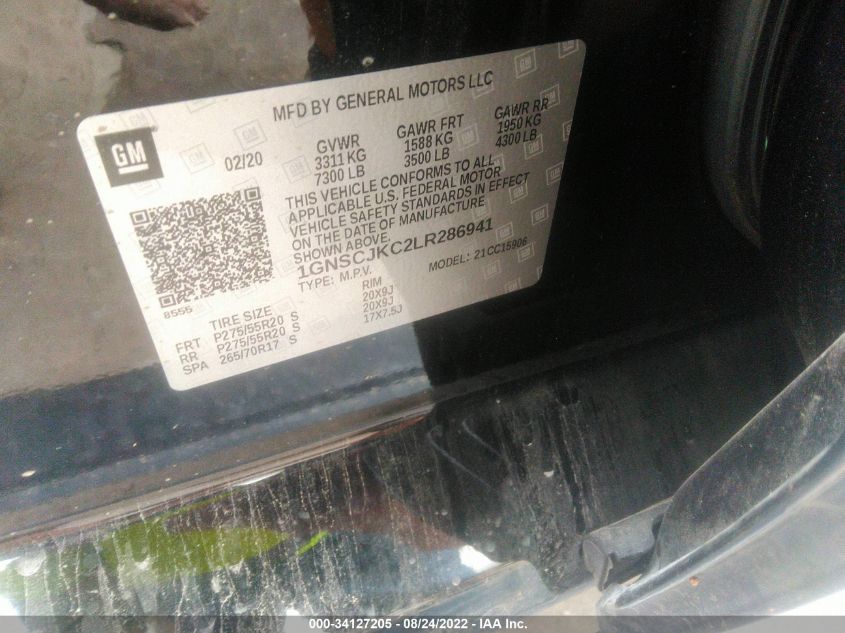 MFD BY GENERAL MOTORS LLC
GM
02/20
GVWR
3311 KG
7300 LB
GAWR FRT
1588 KG
3500 LB
GAWR RR
1950 KG
4300 LB
THIS VEHICLE CONFORMS TO ALL
APPLICABLE U.S. FEDERAL MOTOR
VEHICLE SAFETY STANDARDS IN EFFECT
ON THE DATE OF MANUFACTURE
SHOWN ABOVE.
1GNSCJKC2LR286941
TYPE: M.P.V. MODEL: 21CC15906
8555
TIRE SIZE RIM
FRT P275/55R20 S 20X9J
RR P275/55R20 S 20X9J
SPA 265/70R17 S 17X7.5J
000-34127205 - 08/24/2022 - IAA Inc.